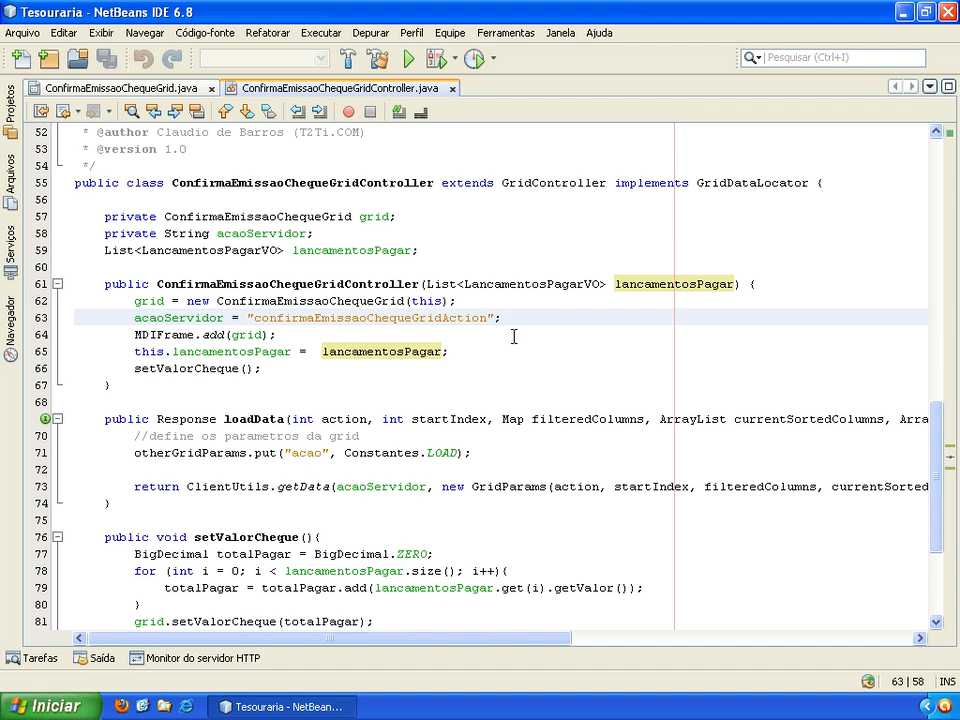 Tesouraria - NetBeans IDE 6.8
Arquivo Editar Exibir Navegar Código-fonte Refatorar Executar Depurar Perfil Equipe Ferramentas Janela Ajuda
Pesquisar (Ctrl+I)
ConfirmaEmissaoChequeGrid.java x ConfirmaEmissaoChequeGridController.java x
Projetos
Arquivos
Serviços
Navegador
52 * @author Claudio de Barros (T2Ti.COM)
53 * @version 1.0
54 */
55 public class ConfirmaEmissaoChequeGridController extends GridController implements GridDataLocator {
56
57 private ConfirmaEmissaoChequeGrid grid;
58 private String acaoServidor;
59 List<LancamentosPagarVO> lancamentosPagar;
60
61 public ConfirmaEmissaoChequeGridController(List<LancamentosPagarVO> lancamentosPagar) {
62 grid = new ConfirmaEmissaoChequeGrid(this);
63 acaoServidor = "confirmaEmissaoChequeGridAction";
64 MDIFrame.add(grid);
65 this.lancamentosPagar = lancamentosPagar;
66 setValorCheque();
67 }
68
public Response loadData(int action, int startIndex, Map filteredColumns, ArrayList currentSortedColumns, Arra
70 //define os parametros da grid
71 otherGridParams.put("acao", Constantes.LOAD);
72
73 return ClientUtils.getData(acaoServidor, new GridParams(action, startIndex, filteredColumns, currentSorted
74 }
75
76 public void setValorCheque(){
77 BigDecimal totalPagar = BigDecimal.ZERO;
78 for (int i = 0; i < lancamentosPagar.size(); i++){
79 totalPagar = totalPagar.add(lancamentosPagar.get(i).getValor());
80 }
81 grid.setValorCheque(totalPagar);
Tarefas Saída Monitor do servidor HTTP
63 | 58 INS
Iniciar Tesouraria - NetBean...